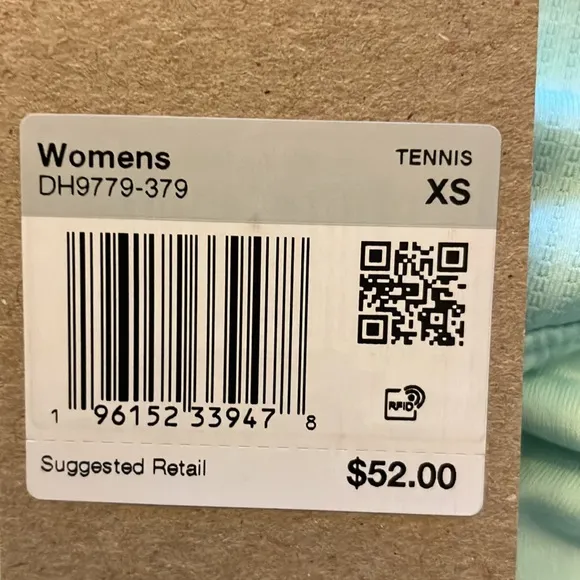 Womens
TENNIS
DH9779-379
XS
RFID
1 96152 33947 8
Suggested Retail
$52.00